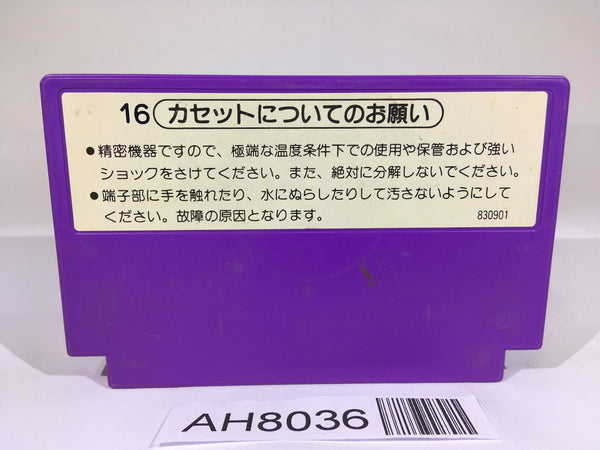 16 カセットについてのお願い
●精密機器ですので、極端な温度条件下での使用や保管および強い
ショックをさけてください。また、絶対に分解しないでください。
●端子部に手を触れたり、水にぬらしたりして汚さないようにして
ください。故障の原因となります。
830901
AH8036